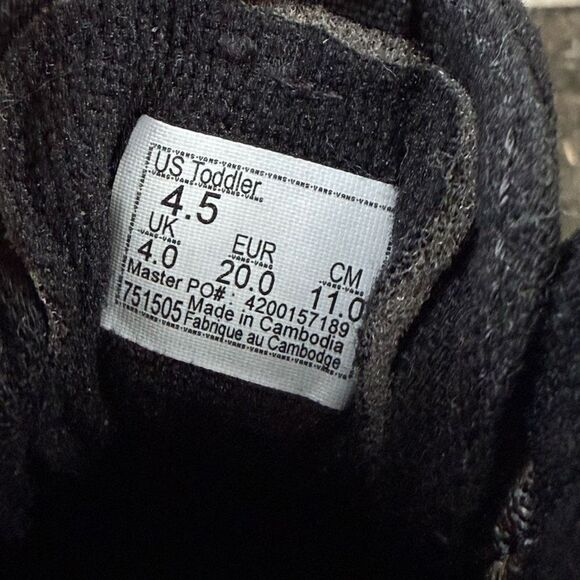 US Toddler
4.5
UK EUR CM
4.0 20.0 11.0
Master PO#: 4200157189
751505 Made in Cambodia
Fabrique au Cambodge